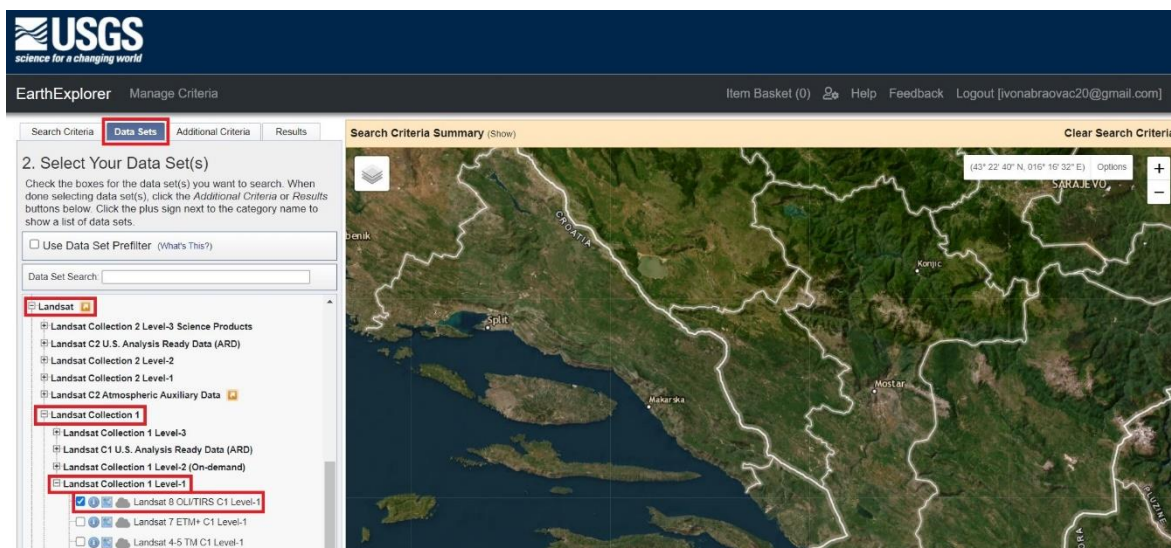 USGS
science for a changing world
EarthExplorer Manage Criteria Item Basket (0) Help Feedback Logout [ivonabraovac20@gmail.com]
Search Criteria Data Sets Additional Criteria Results
2. Select Your Data Set(s)
Check the boxes for the data set(s) you want to search. When
done selecting data set(s), click the Additional Criteria or Results
buttons below. Click the plus sign next to the category name to
show a list of data sets.
Use Data Set Prefilter (What's This?)
Data Set Search:
Landsat
Landsat Collection 2 Level-3 Science Products
Landsat C2 U.S. Analysis Ready Data (ARD)
Landsat Collection 2 Level-2
Landsat Collection 2 Level-1
Landsat C2 Atmospheric Auxiliary Data
Landsat Collection 1
Landsat Collection 1 Level-3
Landsat C1 U.S. Analysis Ready Data (ARD)
Landsat Collection 1 Level-2 (On-demand)
Landsat Collection 1 Level-1
Landsat 8 OLI/TIRS C1 Level-1
Landsat 7 ETM+ C1 Level-1
Landsat 4-5 TM C1 Level-1
Search Criteria Summary (Show) Clear Search Criteria
(43° 22' 40" N, 016° 16' 32" E) Options +
−
SARAJEVO
benik
CROATIA
Konjic
Split
Mostar
Makarska
PLUZINE
ORA